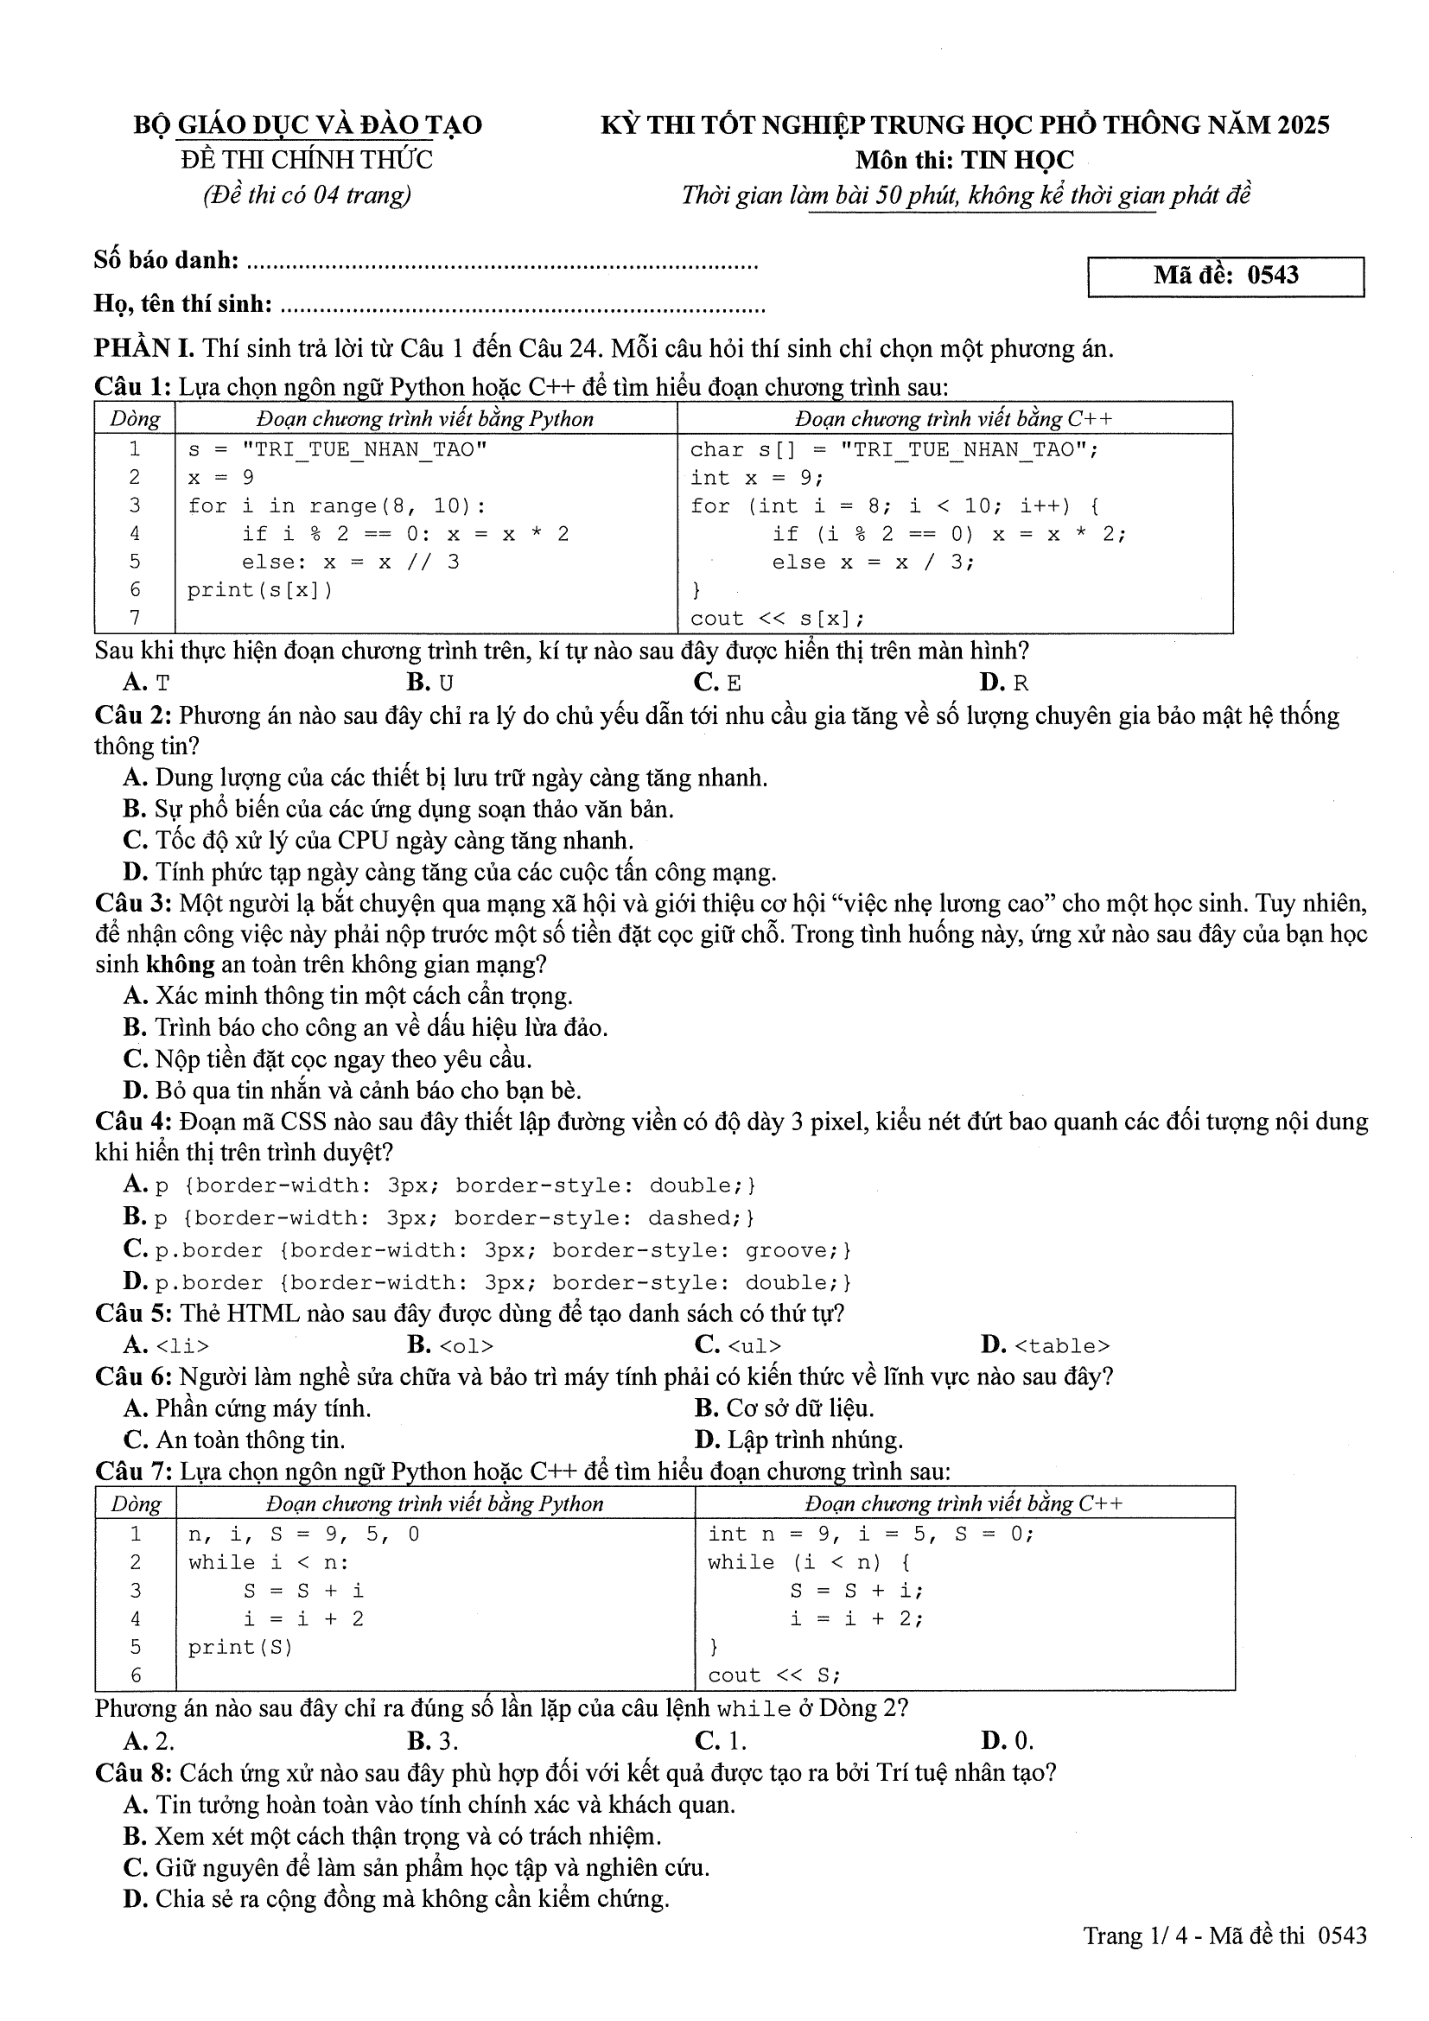 BỘ GIÁO DỤC VÀ ĐÀO TẠO
ĐỀ THI CHÍNH THỨC
(Đề thi có 04 trang)
KỲ THI TỐT NGHIỆP TRUNG HỌC PHỔ THÔNG NĂM 2025
Môn thi: TIN HỌC
Thời gian làm bài 50 phút, không kể thời gian phát đề
Số báo danh: ....................................................................
Mã đề: 0543
Họ, tên thí sinh: ................................................................
PHẦN I. Thí sinh trả lời từ Câu 1 đến Câu 24. Mỗi câu hỏi thí sinh chỉ chọn một phương án.
Câu 1: Lựa chọn ngôn ngữ Python hoặc C++ để tìm hiểu đoạn chương trình sau:
Dòng Đoạn chương trình viết bằng Python Đoạn chương trình viết bằng C++
1 s = "TRI_TUE_NHAN_TAO" char s[] = "TRI_TUE_NHAN_TAO";
2 x = 9 int x = 9;
3 for i in range(8, 10): for (int i = 8; i < 10; i++) {
4 if i % 2 == 0: x = x * 2 if (i % 2 == 0) x = x * 2;
5 else: x = x // 3 else x = x / 3;
6 print(s[x]) }
7 cout << s[x];
Sau khi thực hiện đoạn chương trình trên, kí tự nào sau đây được hiển thị trên màn hình?
A. T B. U C. E D. R
Câu 2: Phương án nào sau đây chỉ ra lý do chủ yếu dẫn tới nhu cầu gia tăng về số lượng chuyên gia bảo mật hệ thống
thông tin?
A. Dung lượng của các thiết bị lưu trữ ngày càng tăng nhanh.
B. Sự phổ biến của các ứng dụng soạn thảo văn bản.
C. Tốc độ xử lý của CPU ngày càng tăng nhanh.
D. Tính phức tạp ngày càng tăng của các cuộc tấn công mạng.
Câu 3: Một người lạ bắt chuyện qua mạng xã hội và giới thiệu cơ hội “việc nhẹ lương cao” cho một học sinh. Tuy nhiên,
để nhận công việc này phải nộp trước một số tiền đặt cọc giữ chỗ. Trong tình huống này, ứng xử nào sau đây của bạn học
sinh không an toàn trên không gian mạng?
A. Xác minh thông tin một cách cẩn trọng.
B. Trình báo cho công an về dấu hiệu lừa đảo.
C. Nộp tiền đặt cọc ngay theo yêu cầu.
D. Bỏ qua tin nhắn và cảnh báo cho bạn bè.
Câu 4: Đoạn mã CSS nào sau đây thiết lập đường viền có độ dày 3 pixel, kiểu nét đứt bao quanh các đối tượng nội dung
khi hiển thị trên trình duyệt?
A. p {border-width: 3px; border-style: double;}
B. p {border-width: 3px; border-style: dashed;}
C. p.border {border-width: 3px; border-style: groove;}
D. p.border {border-width: 3px; border-style: double;}
Câu 5: Thẻ HTML nào sau đây được dùng để tạo danh sách có thứ tự?
A. <li> B. <ol> C. <ul> D. <table>
Câu 6: Người làm nghề sửa chữa và bảo trì máy tính phải có kiến thức về lĩnh vực nào sau đây?
A. Phần cứng máy tính. B. Cơ sở dữ liệu.
C. An toàn thông tin. D. Lập trình nhúng.
Câu 7: Lựa chọn ngôn ngữ Python hoặc C++ để tìm hiểu đoạn chương trình sau:
Dòng Đoạn chương trình viết bằng Python Đoạn chương trình viết bằng C++
1 n, i, S = 9, 5, 0 int n = 9, i = 5, S = 0;
2 while i < n: while (i < n) {
3 S = S + i S = S + i;
4 i = i + 2 i = i + 2;
5 print(S) }
6 cout << S;
Phương án nào sau đây chỉ ra đúng số lần lặp của câu lệnh while ở Dòng 2?
A. 2. B. 3. C. 1. D. 0.
Câu 8: Cách ứng xử nào sau đây phù hợp đối với kết quả được tạo ra bởi Trí tuệ nhân tạo?
A. Tin tưởng hoàn toàn vào tính chính xác và khách quan.
B. Xem xét một cách thận trọng và có trách nhiệm.
C. Giữ nguyên để làm sản phẩm học tập và nghiên cứu.
D. Chia sẻ ra cộng đồng mà không cần kiểm chứng.
Trang 1/ 4 - Mã đề thi 0543